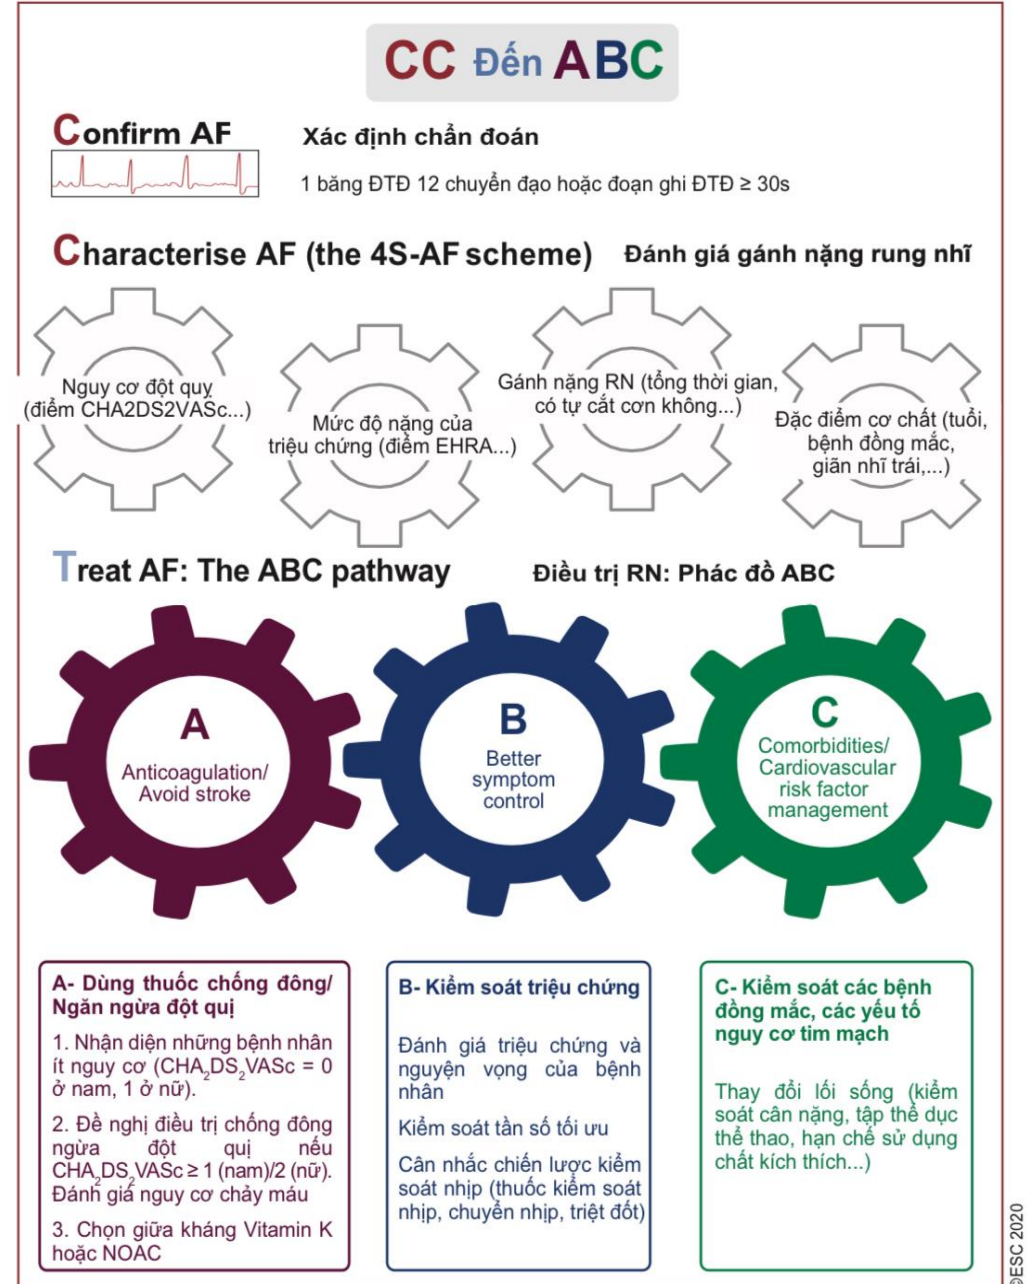 CC Đến ABC
Confirm AF
Xác định chẩn đoán
1 băng ĐTĐ 12 chuyển đạo hoặc đoạn ghi ĐTĐ ≥ 30s
Characterise AF (the 4S-AF scheme)
Đánh giá gánh nặng rung nhĩ
Nguy cơ đột quỵ
(điểm CHA2DS2VASc...)
Mức độ nặng của
triệu chứng (điểm EHRA...)
Gánh nặng RN (tổng thời gian,
có tự cắt cơn không...)
Đặc điểm cơ chất (tuổi,
bệnh đồng mắc,
giãn nhĩ trái,...)
Treat AF: The ABC pathway
Điều trị RN: Phác đồ ABC
A
Anticoagulation/
Avoid stroke
B
Better
symptom
control
C
Comorbidities/
Cardiovascular
risk factor
management
A- Dùng thuốc chống đông/
Ngăn ngừa đột quị
1. Nhận diện những bệnh nhân
ít nguy cơ (CHA₂DS₂VASc = 0
ở nam, 1 ở nữ).
2. Đề nghị điều trị chống đông
ngừa đột quị nếu
CHA₂DS₂VASc ≥ 1 (nam)/2 (nữ).
Đánh giá nguy cơ chảy máu
3. Chọn giữa kháng Vitamin K
hoặc NOAC
B- Kiểm soát triệu chứng
Đánh giá triệu chứng và
nguyện vọng của bệnh
nhân
Kiểm soát tần số tối ưu
Cân nhắc chiến lược kiểm
soát nhịp (thuốc kiểm soát
nhịp, chuyển nhịp, triệt đốt)
C- Kiểm soát các bệnh
đồng mắc, các yếu tố
nguy cơ tim mạch
Thay đổi lối sống (kiểm
soát cân nặng, tập thể dục
thể thao, hạn chế sử dụng
chất kích thích...)
©ESC 2020